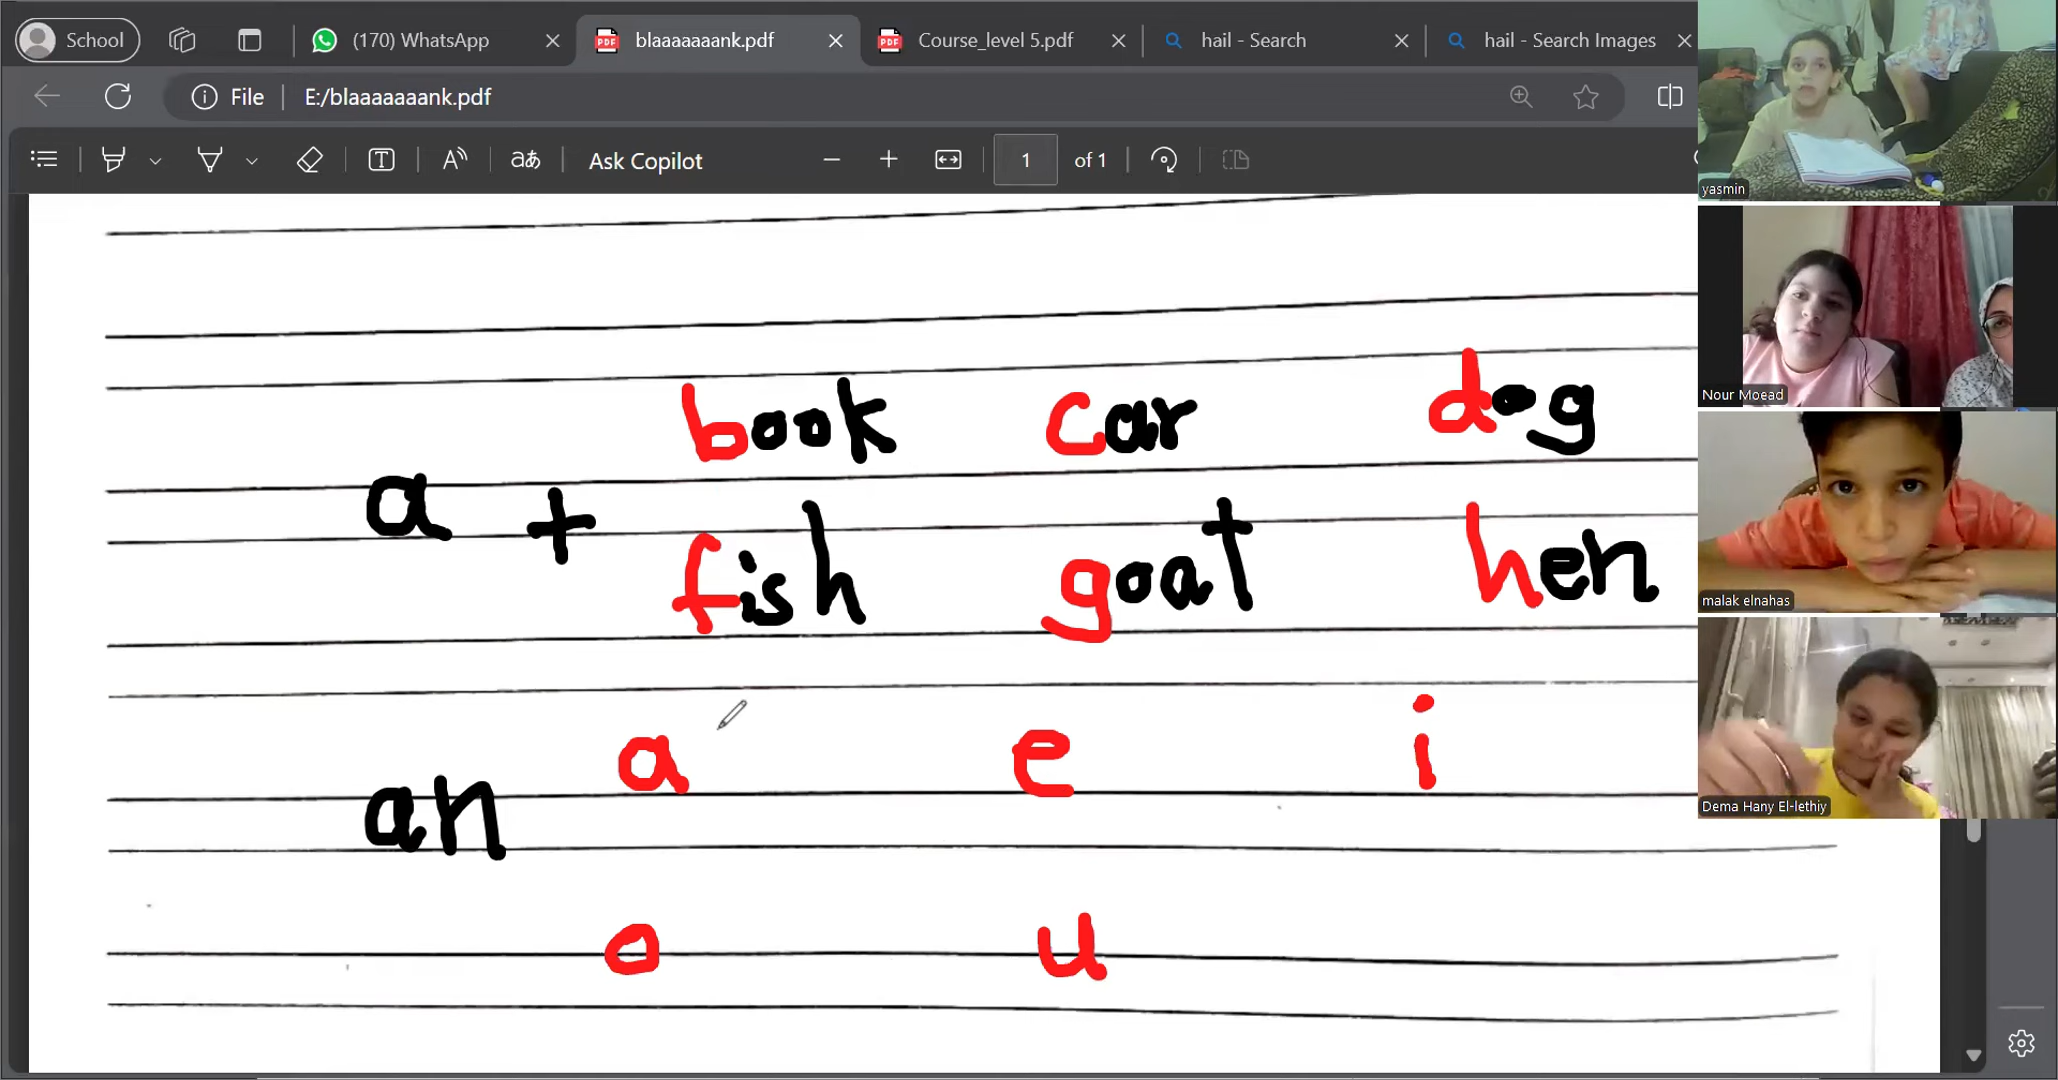 School
(170) WhatsApp
blaaaaaaank.pdf
Course_level 5.pdf
hail - Search
hail - Search Images
File
E:/blaaaaaaank.pdf
Ask Copilot
1 of 1
book car dog
a +
fish goat hen
a e i
an
o u
yasmin
Nour Moead
malak elnahas
Dema Hany El-lethiy